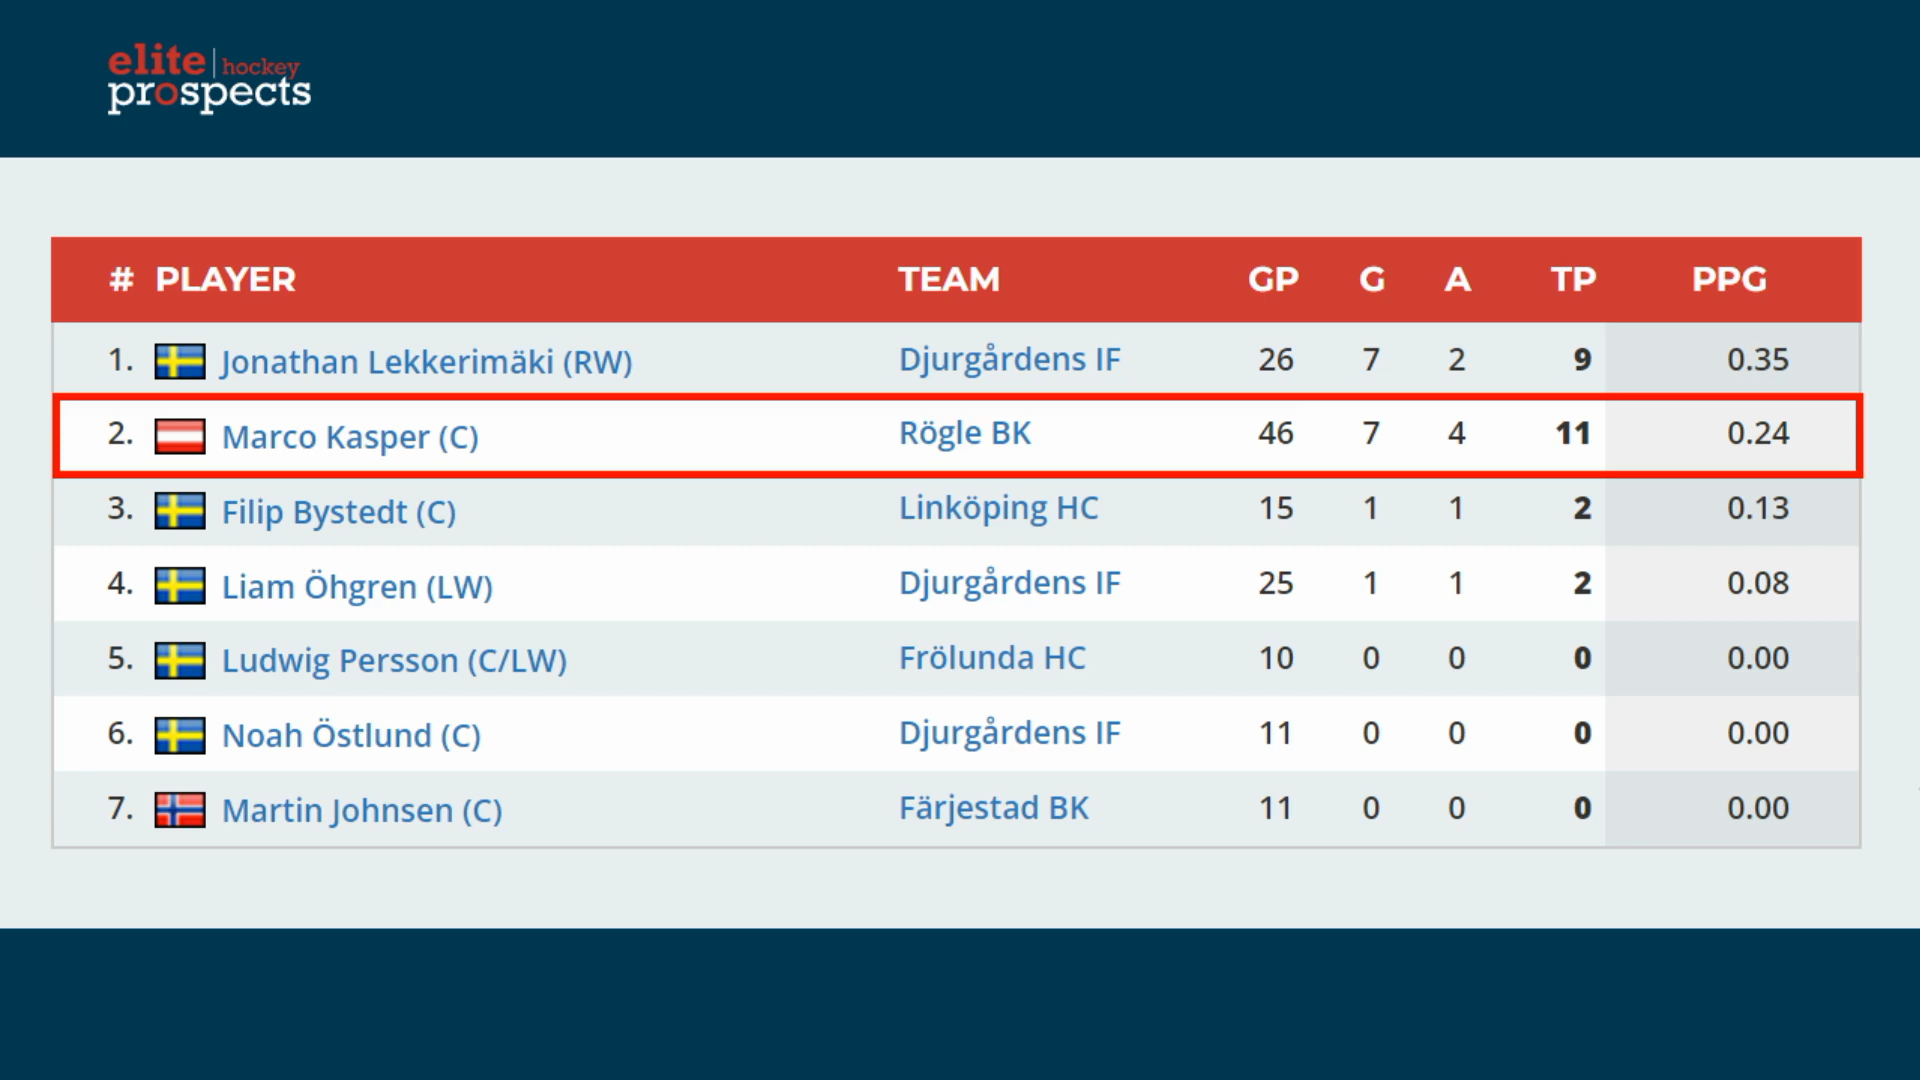 elite hockey
prospects
# PLAYER TEAM GP G A TP PPG
1. Jonathan Lekkerimäki (RW) Djurgårdens IF 26 7 2 9 0.35
2. Marco Kasper (C) Rögle BK 46 7 4 11 0.24
3. Filip Bystedt (C) Linköping HC 15 1 1 2 0.13
4. Liam Öhgren (LW) Djurgårdens IF 25 1 1 2 0.08
5. Ludwig Persson (C/LW) Frölunda HC 10 0 0 0 0.00
6. Noah Östlund (C) Djurgårdens IF 11 0 0 0 0.00
7. Martin Johnsen (C) Färjestad BK 11 0 0 0 0.00